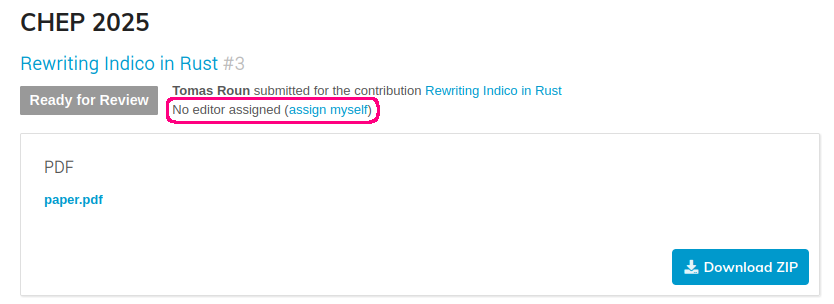 CHEP 2025
Rewriting Indico in Rust #3
Ready for Review
Tomas Roun submitted for the contribution Rewriting Indico in Rust
No editor assigned (assign myself)
PDF
paper.pdf
Download ZIP